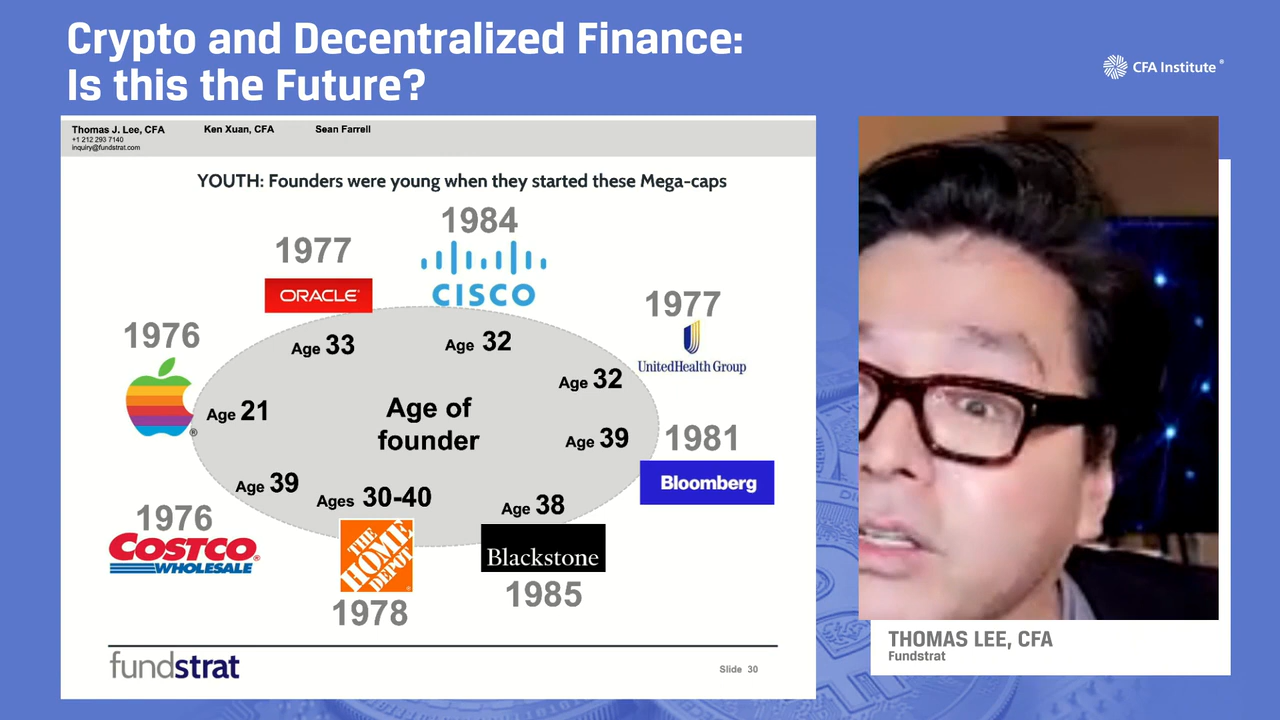 Crypto and Decentralized Finance:
Is this the Future?
CFA Institute®
Thomas J. Lee, CFA
Ken Xuan, CFA
Sean Farrell
+1 212 293 7140
inquiry@fundstrat.com
YOUTH: Founders were young when they started these Mega-caps
1984
CISCO
1977
ORACLE®
1977
UnitedHealth Group
1976
®
Age 33
Age 32
Age 32
Age 21
Age of
founder
Age 39
1981
Bloomberg
Age 39
Ages 30-40
Age 38
1976
COSTCO®
WHOLESALE
THE
HOME
DEPOT
®
1978
Blackstone
1985
fundstrat
Slide 30
THOMAS LEE, CFA
Fundstrat